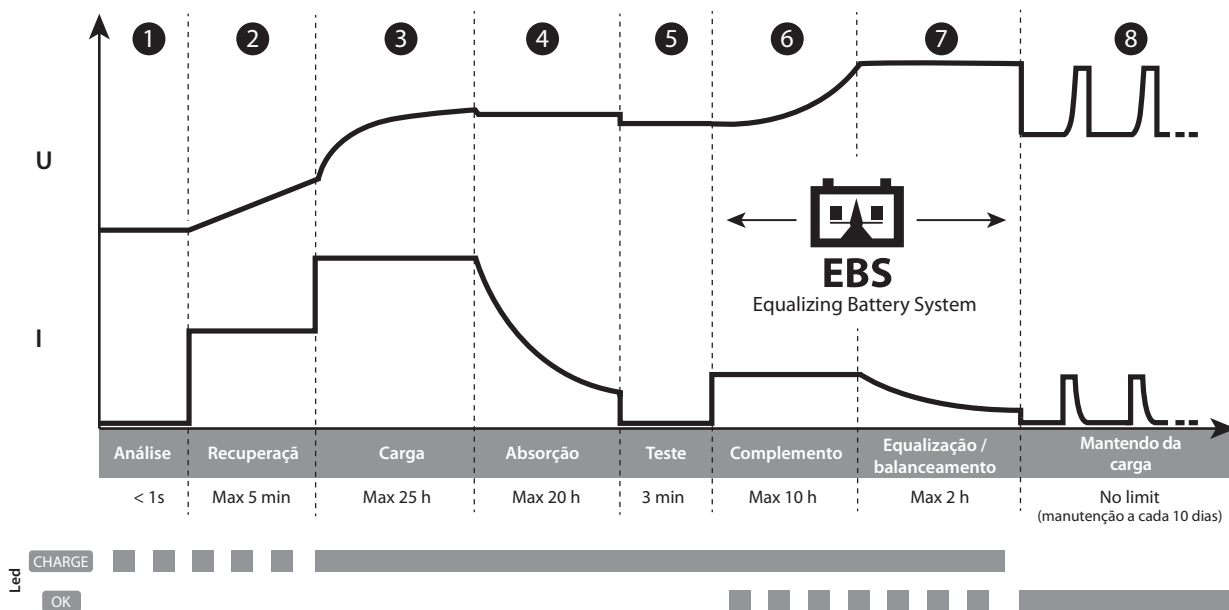 1 2 3 4 5 6 7 8
U
I
EBS
Equalizing Battery System
Análise Recuperaçã Carga Absorção Teste Complemento Equalização / balanceamento Mantendo da carga
< 1s Max 5 min Max 25 h Max 20 h 3 min Max 10 h Max 2 h No limit
(manutenção a cada 10 dias)
Led
CHARGE
OK